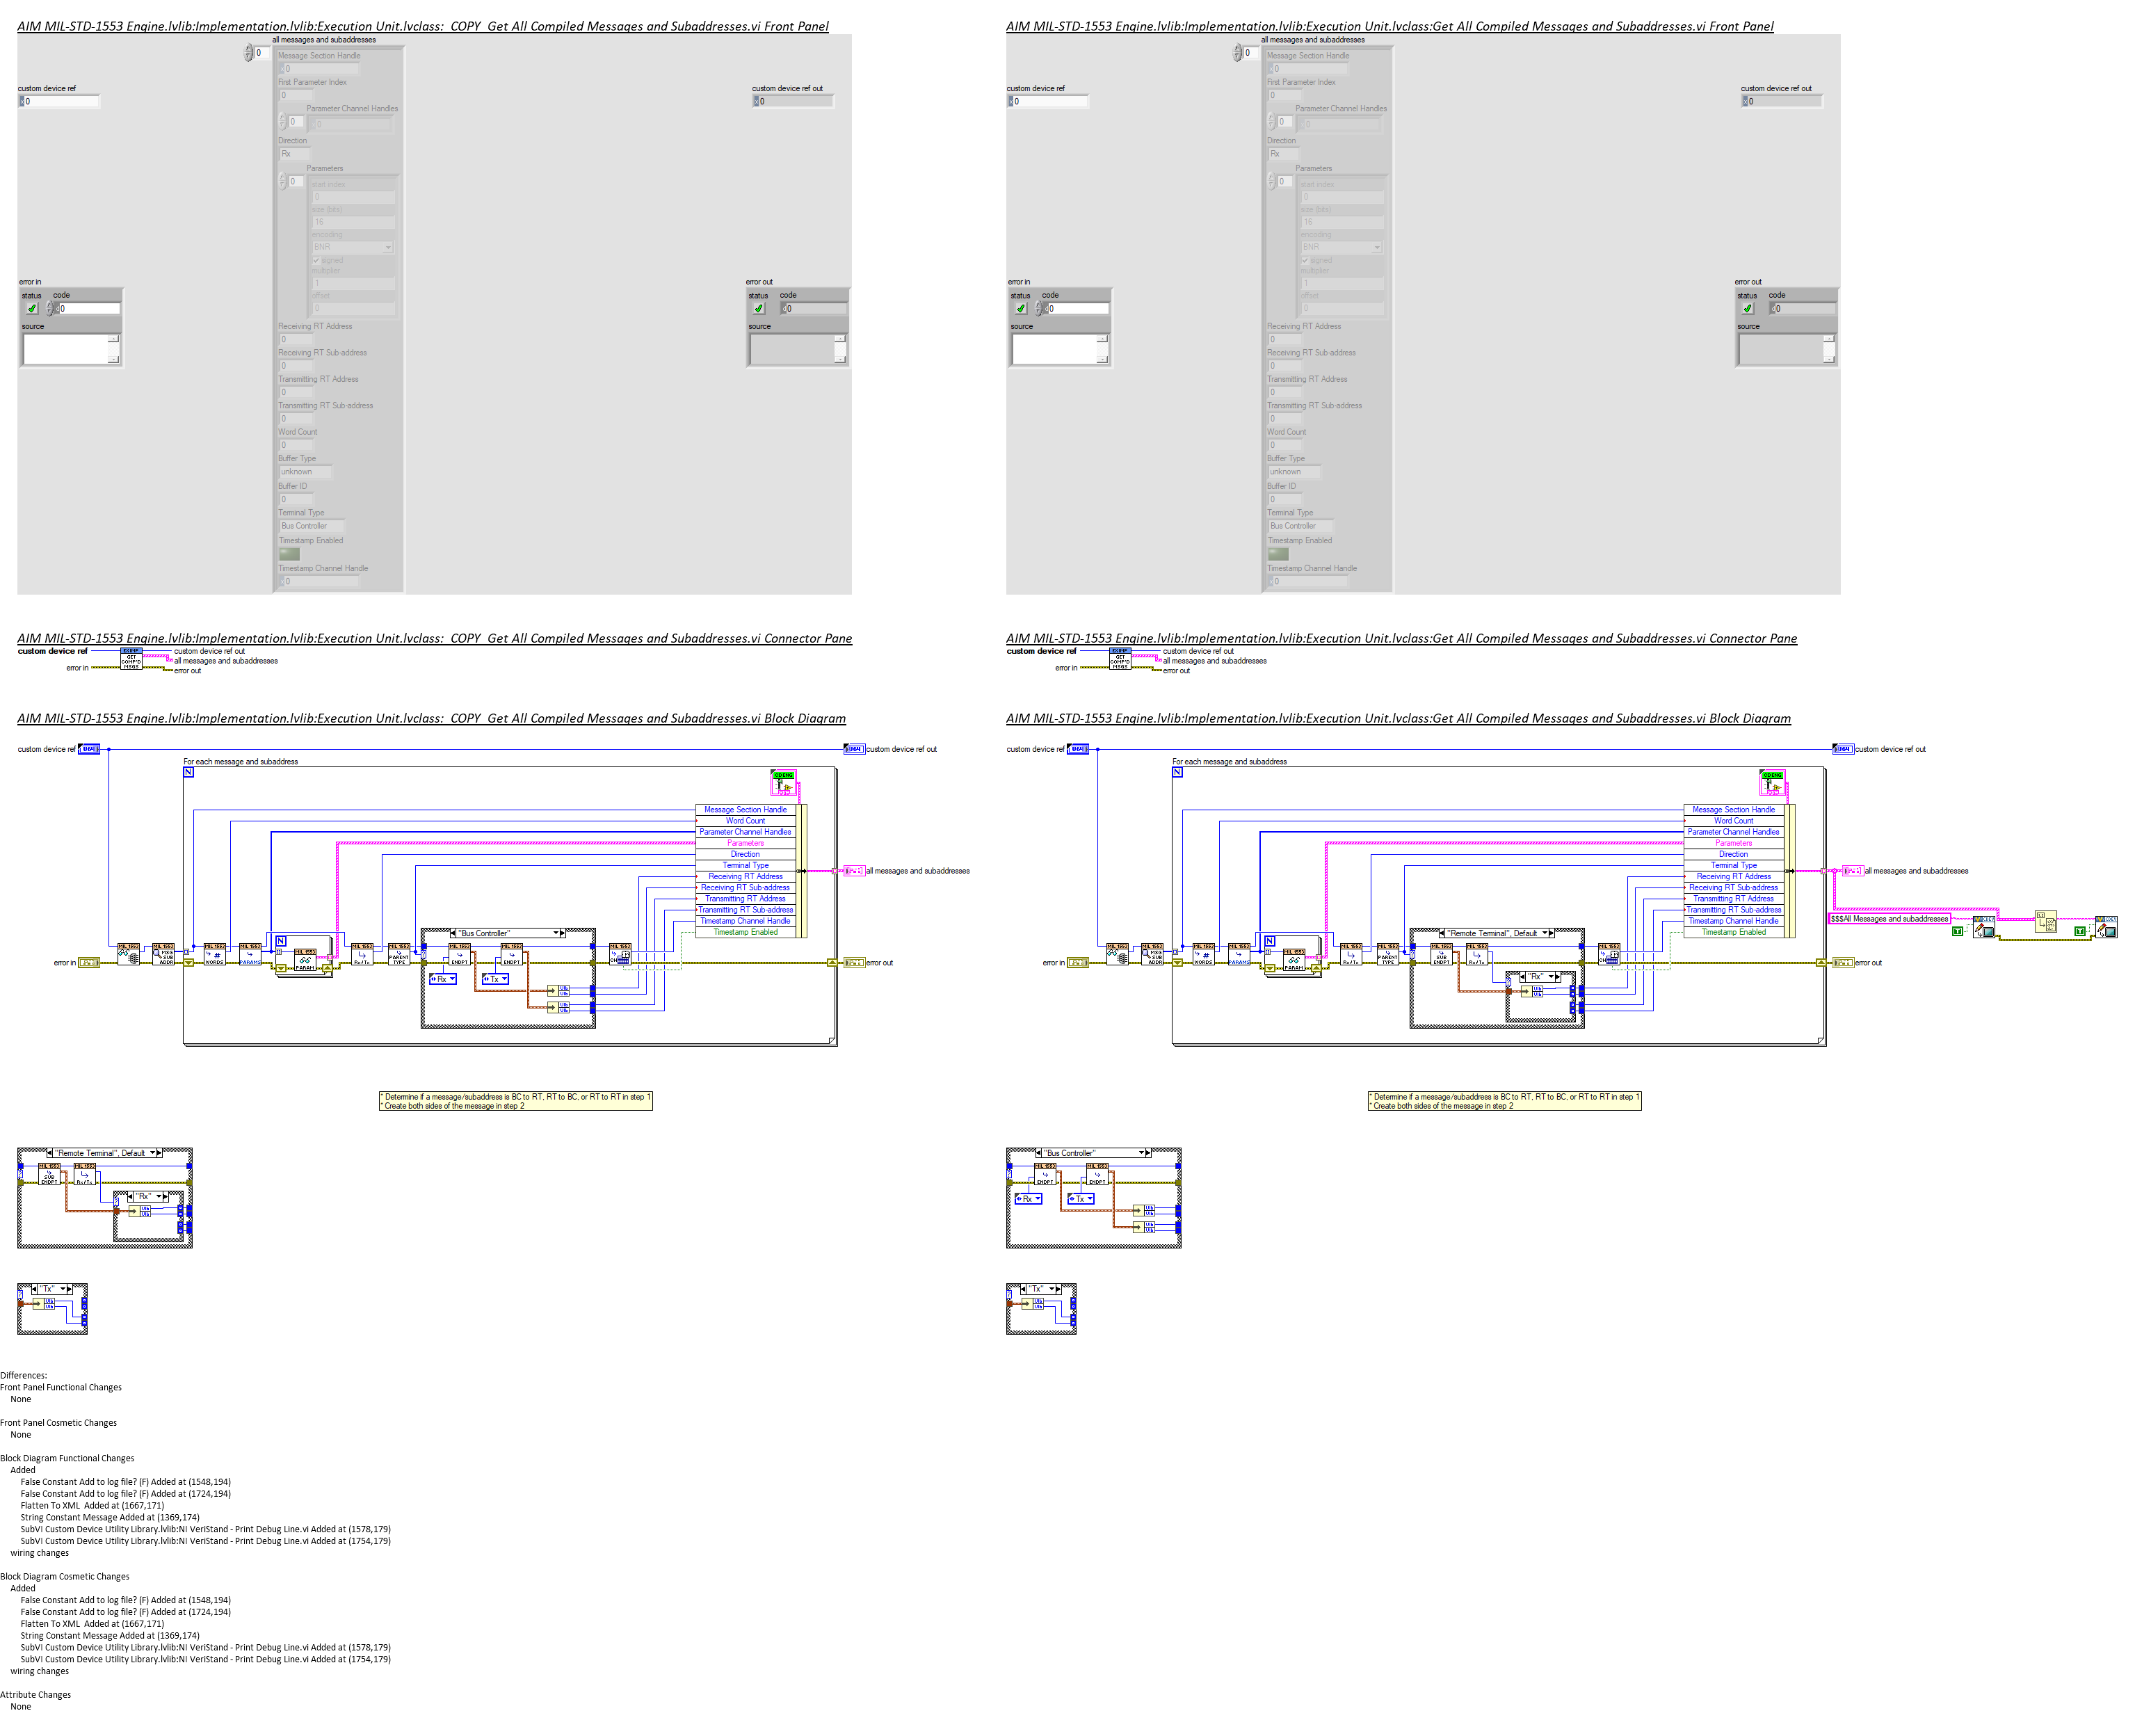 AIM MIL-STD-1553 Engine.lvlib:Implementation.lvlib:Execution Unit.lvclass:  COPY  Get All Compiled Messages and Subaddresses.vi Front Panel
all messages and subaddresses
0
Message Section Handle
0
First Parameter Index
0
Parameter Channel Handles
0
0
Direction
Rx
Parameters
0
start index
0
size (bits)
16
encoding
BNR
signed
multiplier
1
offset
0
Receiving RT Address
0
Receiving RT Sub-address
0
Transmitting RT Address
0
Transmitting RT Sub-address
0
Word Count
0
Buffer Type
unknown
Buffer ID
0
Terminal Type
Bus Controller
Timestamp Enabled
Timestamp Channel Handle
0
custom device ref
0
custom device ref out
0
error in
status code
0
source
error out
status code
0
source
AIM MIL-STD-1553 Engine.lvlib:Implementation.lvlib:Execution Unit.lvclass:Get All Compiled Messages and Subaddresses.vi Front Panel
all messages and subaddresses
0
Message Section Handle
0
First Parameter Index
0
Parameter Channel Handles
0
0
Direction
Rx
Parameters
0
start index
0
size (bits)
16
encoding
BNR
signed
multiplier
1
offset
0
Receiving RT Address
0
Receiving RT Sub-address
0
Transmitting RT Address
0
Transmitting RT Sub-address
0
Word Count
0
Buffer Type
unknown
Buffer ID
0
Terminal Type
Bus Controller
Timestamp Enabled
Timestamp Channel Handle
0
custom device ref
0
custom device ref out
0
error in
status code
0
source
error out
status code
0
source
AIM MIL-STD-1553 Engine.lvlib:Implementation.lvlib:Execution Unit.lvclass:  COPY  Get All Compiled Messages and Subaddresses.vi Connector Pane
custom device ref
custom device ref out
GET
COMP'D
MSGS
all messages and subaddresses
error in
error out
AIM MIL-STD-1553 Engine.lvlib:Implementation.lvlib:Execution Unit.lvclass:Get All Compiled Messages and Subaddresses.vi Connector Pane
custom device ref
custom device ref out
GET
COMP'D
MSGS
all messages and subaddresses
error in
error out
AIM MIL-STD-1553 Engine.lvlib:Implementation.lvlib:Execution Unit.lvclass:  COPY  Get All Compiled Messages and Subaddresses.vi Block Diagram
custom device ref
custom device ref out
For each message and subaddress
N
Message Section Handle
Word Count
Parameter Channel Handles
Parameters
Direction
Terminal Type
Receiving RT Address
Receiving RT Sub-address
Transmitting RT Address
Transmitting RT Sub-address
Timestamp Channel Handle
Timestamp Enabled
all messages and subaddresses
"Bus Controller"
Rx
Tx
error in
error out
* Determine if a message/subaddress is BC to RT, RT to BC, or RT to RT in step 1
* Create both sides of the message in step 2
"Remote Terminal", Default
"Rx"
"Tx"
AIM MIL-STD-1553 Engine.lvlib:Implementation.lvlib:Execution Unit.lvclass:Get All Compiled Messages and Subaddresses.vi Block Diagram
custom device ref
custom device ref out
For each message and subaddress
N
Message Section Handle
Word Count
Parameter Channel Handles
Parameters
Direction
Terminal Type
Receiving RT Address
Receiving RT Sub-address
Transmitting RT Address
Transmitting RT Sub-address
Timestamp Channel Handle
Timestamp Enabled
all messages and subaddresses
$$$All Messages and subaddresses
"Remote Terminal", Default
"Rx"
error in
error out
* Determine if a message/subaddress is BC to RT, RT to BC, or RT to RT in step 1
* Create both sides of the message in step 2
"Bus Controller"
Rx
Tx
"Tx"
Differences:
Front Panel Functional Changes
None
Front Panel Cosmetic Changes
None
Block Diagram Functional Changes
Added
False Constant Add to log file? (F) Added at (1548,194)
False Constant Add to log file? (F) Added at (1724,194)
Flatten To XML  Added at (1667,171)
String Constant Message Added at (1369,174)
SubVI Custom Device Utility Library.lvlib:NI VeriStand - Print Debug Line.vi Added at (1578,179)
SubVI Custom Device Utility Library.lvlib:NI VeriStand - Print Debug Line.vi Added at (1754,179)
wiring changes
Block Diagram Cosmetic Changes
Added
False Constant Add to log file? (F) Added at (1548,194)
False Constant Add to log file? (F) Added at (1724,194)
Flatten To XML  Added at (1667,171)
String Constant Message Added at (1369,174)
SubVI Custom Device Utility Library.lvlib:NI VeriStand - Print Debug Line.vi Added at (1578,179)
SubVI Custom Device Utility Library.lvlib:NI VeriStand - Print Debug Line.vi Added at (1754,179)
wiring changes
Attribute Changes
None